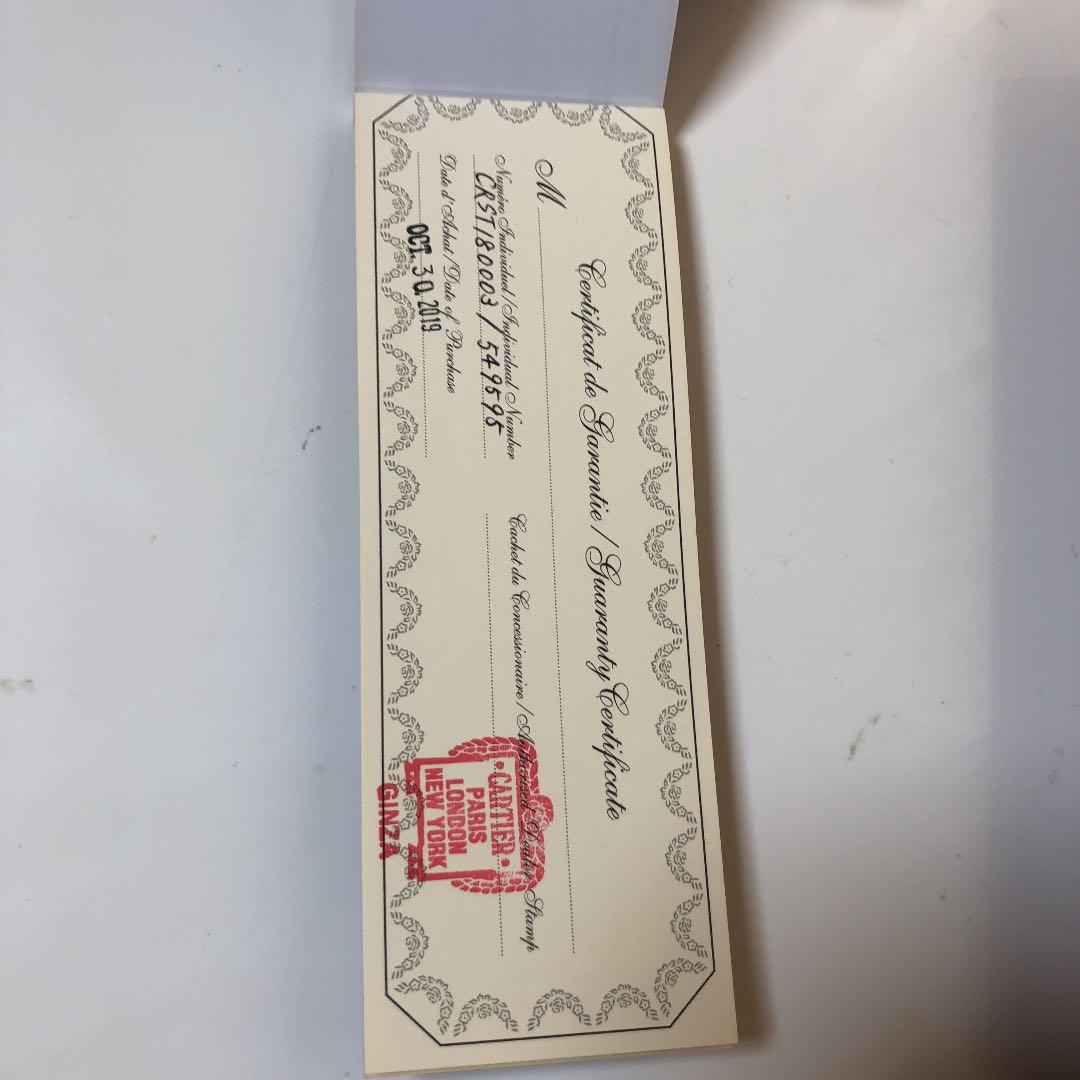 Certificat de Garantie / Guaranty Certificate
M
Numéro Individuel / Individual Number
CRST180003 / 549595
Date d'Achat / Date of Purchase
OCT. 30. 2019
Cachet du Concessionaire / Authorised Dealer Stamp
• CARTIER •
PARIS
LONDON
NEW YORK
GINZA